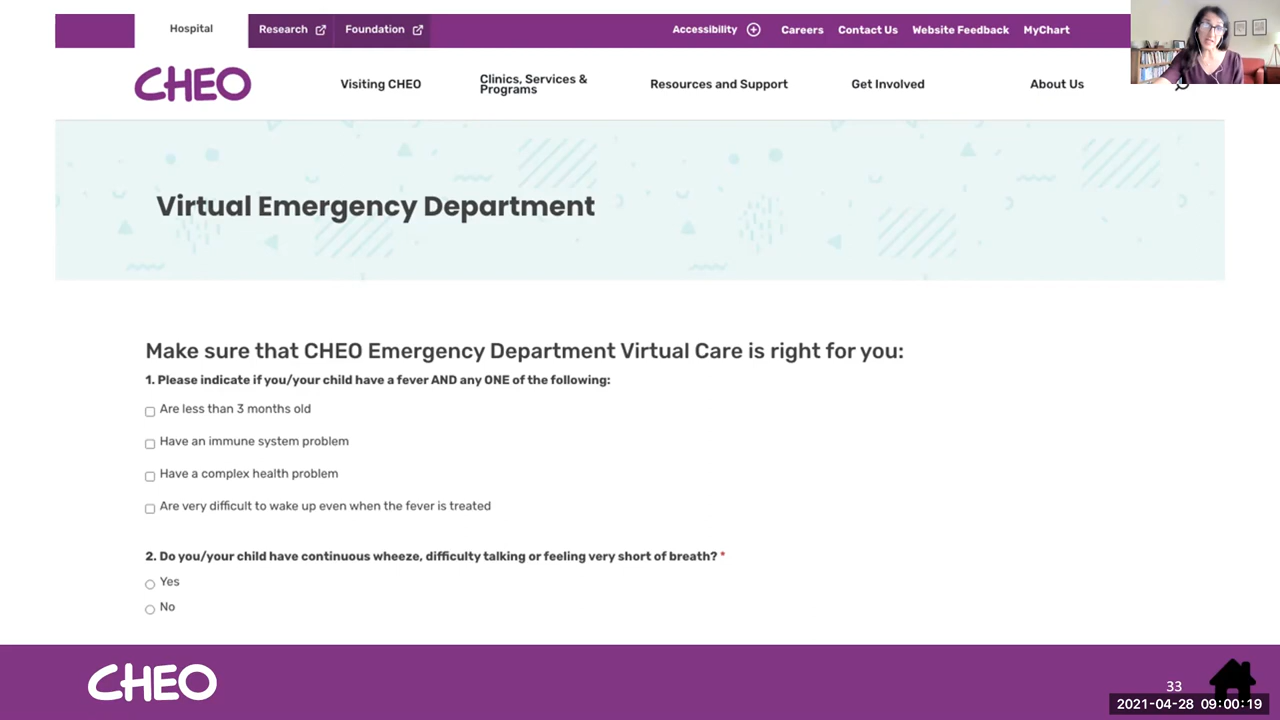 Hospital
Research
Foundation
Accessibility
Careers
Contact Us
Website Feedback
MyChart
CHEO
Visiting CHEO
Clinics, Services &
Programs
Resources and Support
Get Involved
About Us
Virtual Emergency Department
Make sure that CHEO Emergency Department Virtual Care is right for you:
1. Please indicate if you/your child have a fever AND any ONE of the following:
Are less than 3 months old
Have an immune system problem
Have a complex health problem
Are very difficult to wake up even when the fever is treated
2. Do you/your child have continuous wheeze, difficulty talking or feeling very short of breath? *
Yes
No
CHEO
33
2021-04-28 09:00:19